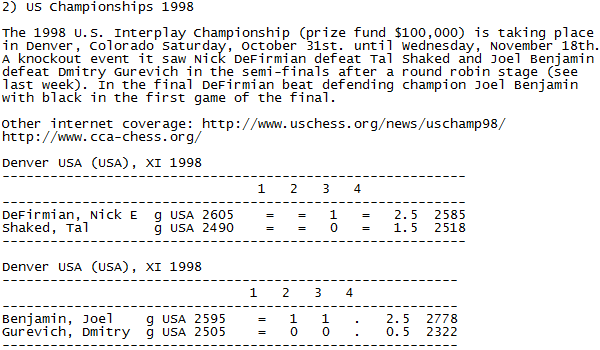 2) US Championships 1998
The 1998 U.S. Interplay Championship (prize fund $100,000) is taking place
in Denver, Colorado Saturday, October 31st. until Wednesday, November 18th.
A knockout event it saw Nick DeFirmian defeat Tal Shaked and Joel Benjamin
defeat Dmitry Gurevich in the semi-finals after a round robin stage (see
last week). In the final DeFirmian beat defending champion Joel Benjamin
with black in the first game of the final.
Other internet coverage: http://www.uschess.org/news/uschamp98/
http://www.cca-chess.org/
Denver USA (USA), XI 1998
----------------------------------------------------------
1 2 3 4
----------------------------------------------------------
DeFirmian, Nick E g USA 2605 = = 1 = 2.5 2585
Shaked, Tal g USA 2490 = = 0 = 1.5 2518
----------------------------------------------------------
Denver USA (USA), XI 1998
---------------------------------------------------------
1 2 3 4
---------------------------------------------------------
Benjamin, Joel g USA 2595 = 1 1 . 2.5 2778
Gurevich, Dmitry g USA 2505 = 0 0 . 0.5 2322
---------------------------------------------------------